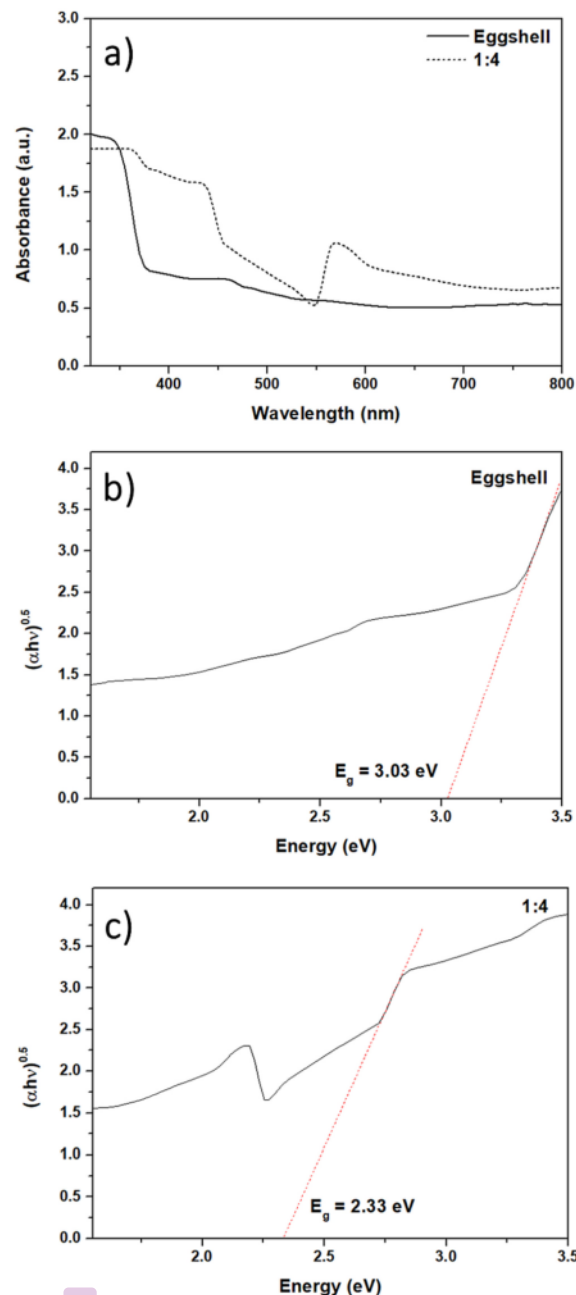 a)
Eggshell
1:4
3.0
2.5
2.0
1.5
1.0
0.5
0.0
Absorbance (a.u.)
400 500 600 700 800
Wavelength (nm)
b)
Eggshell
4.0
3.5
3.0
2.5
2.0
1.5
1.0
0.5
0.0
(αhν)^0.5
E_g = 3.03 eV
2.0 2.5 3.0 3.5
Energy (eV)
c)
1:4
4.0
3.5
3.0
2.5
2.0
1.5
1.0
0.5
0.0
(αhν)^0.5
E_g = 2.33 eV
2.0 2.5 3.0 3.5
Energy (eV)